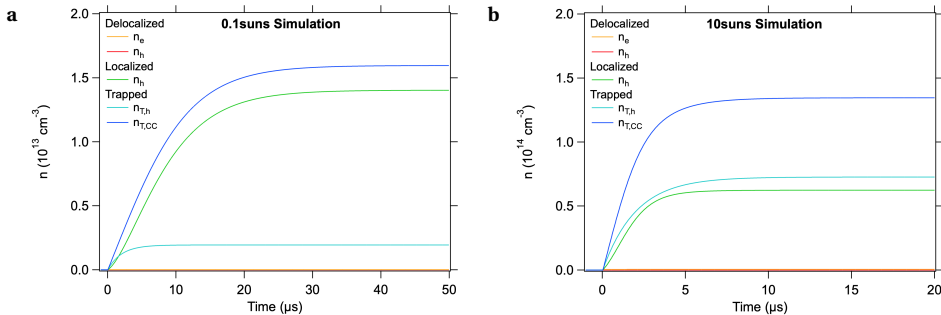 a
0.1suns Simulation
Delocalized
n_e
n_h
Localized
n_h
Trapped
n_T,h
n_T,CC
2.0
1.5
1.0
0.5
0.0
n (10^13 cm^-3)
0
10
20
30
40
50
Time (µs)
b
10suns Simulation
Delocalized
n_e
n_h
Localized
n_h
Trapped
n_T,h
n_T,CC
2.0
1.5
1.0
0.5
0.0
n (10^14 cm^-3)
0
5
10
15
20
Time (µs)